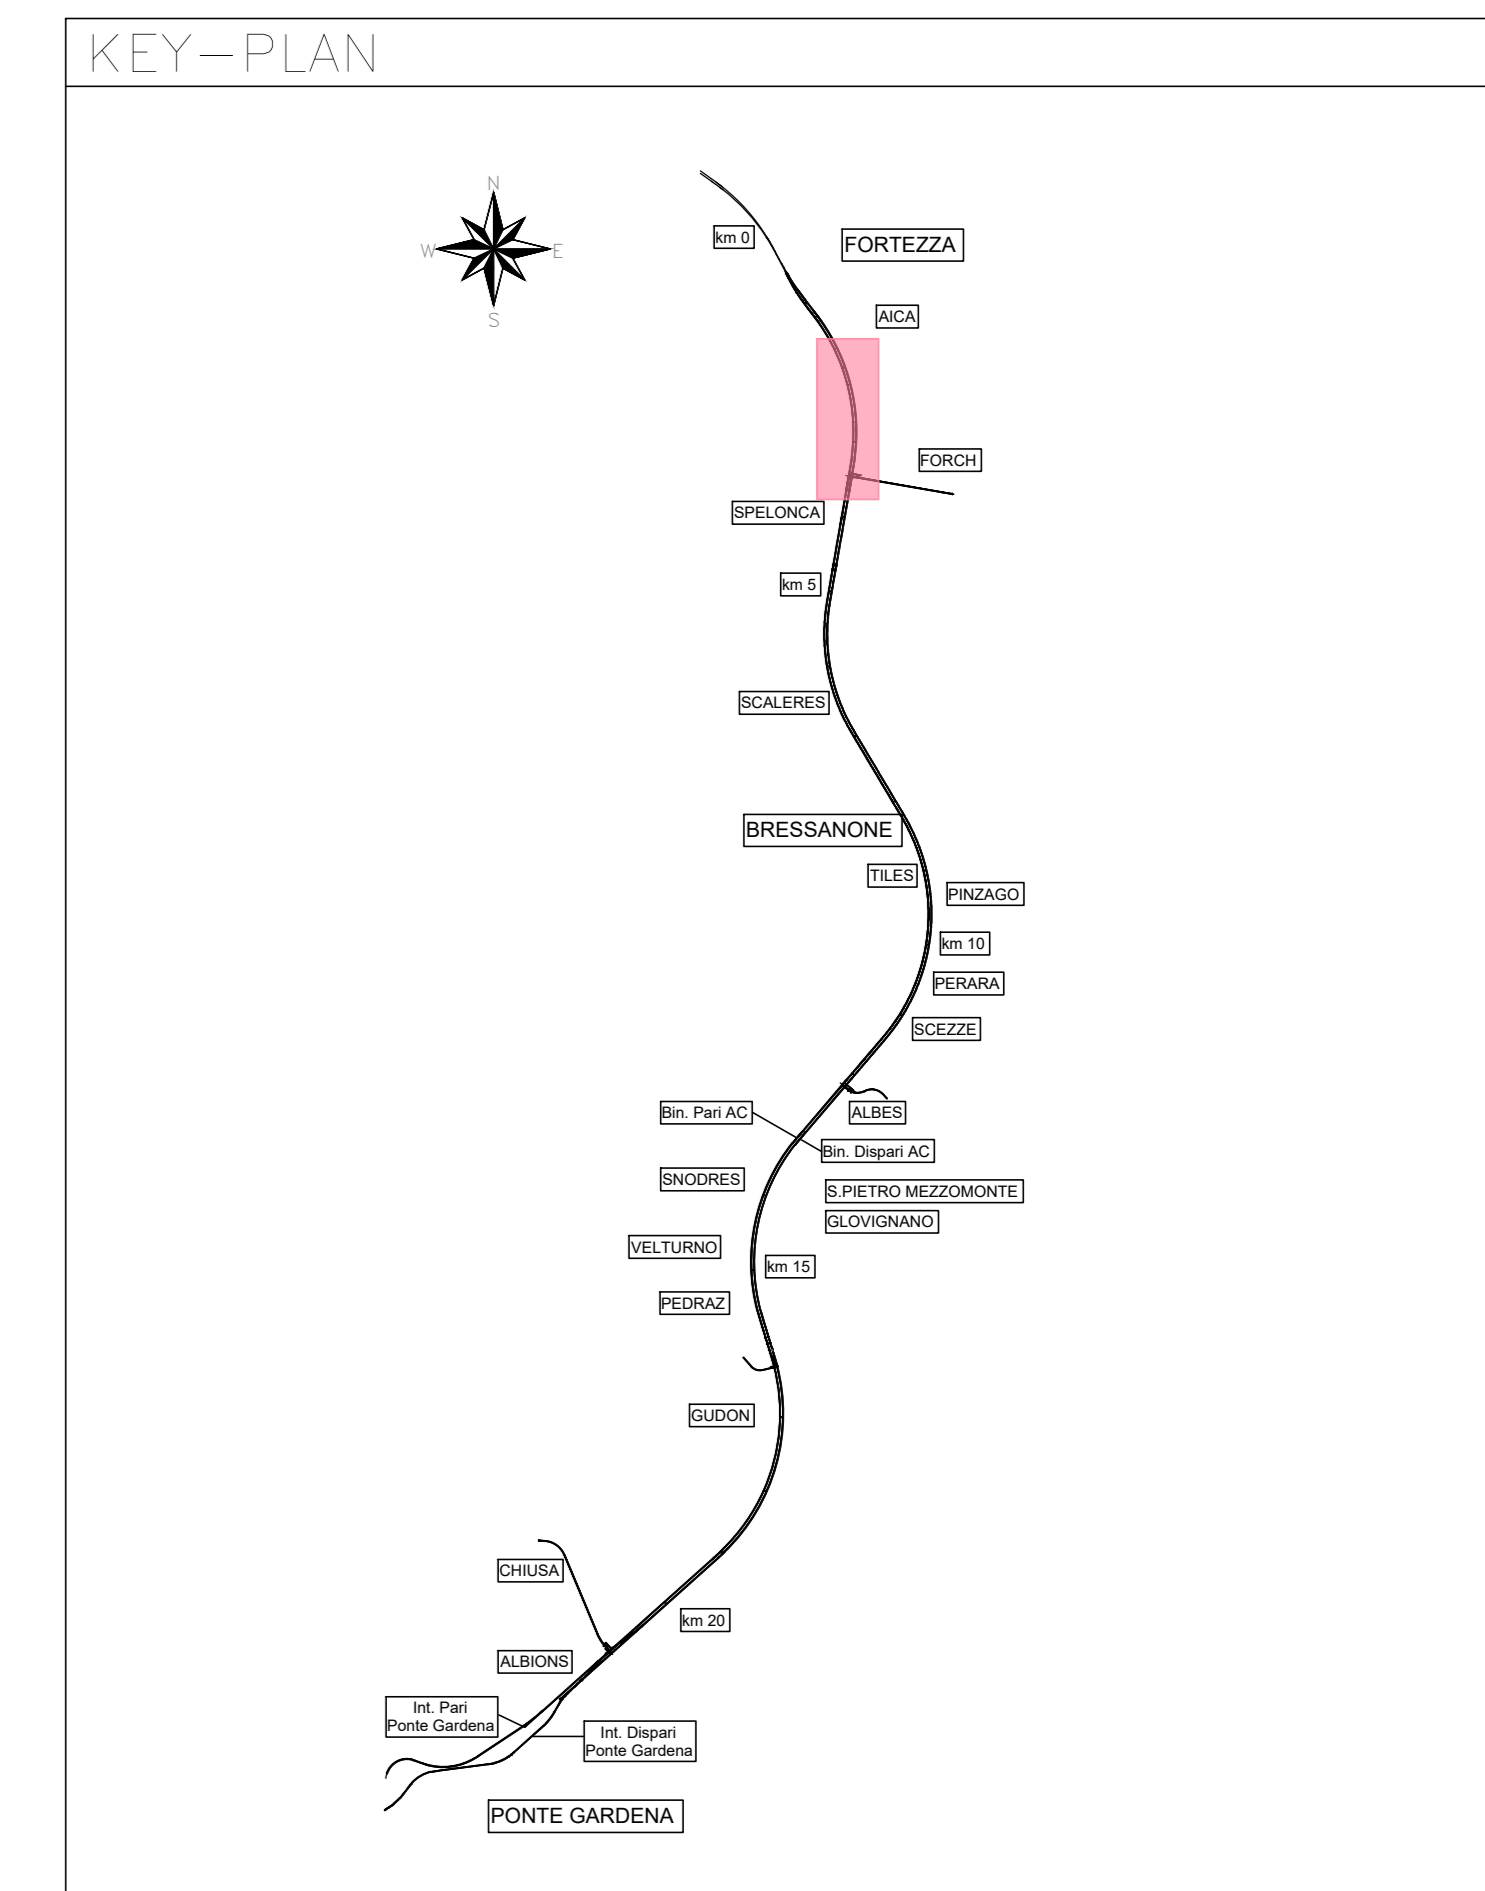 KEY-PLAN
N
W
E
S
km 0
FORTEZZA
AICA
FORCH
SPELONCA
km 5
SCALERES
BRESSANONE
TILES
PINZAGO
km 10
PERARA
SCEZZE
Bin. Pari AC
ALBES
Bin. Dispari AC
SNODRES
S.PIETRO MEZZOMONTE
GLOVIGNANO
VELTURNO
km 15
PEDRAZ
GUDON
CHIUSA
km 20
ALBIONS
Int. Pari
Ponte Gardena
Int. Dispari
Ponte Gardena
PONTE GARDENA